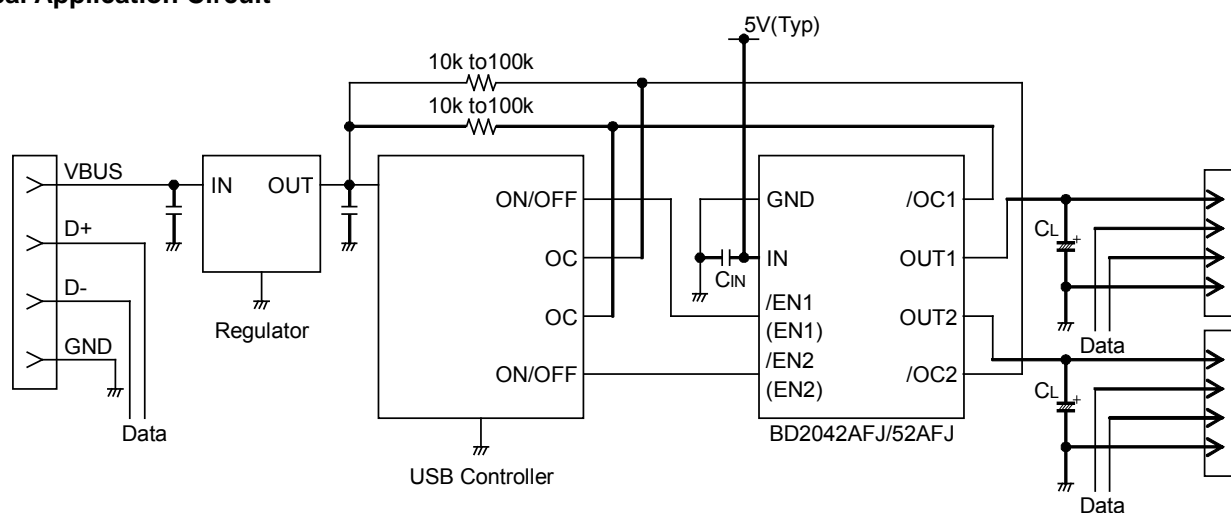 Application Circuit
5V(Typ)
10k to100k
10k to100k
VBUS
D+
D-
GND
Data
IN
OUT
Regulator
ON/OFF
OC
OC
ON/OFF
USB Controller
CIN
GND
IN
/EN1
(EN1)
/EN2
(EN2)
/OC1
OUT1
OUT2
/OC2
BD2042AFJ/52AFJ
CL
+
Data
CL
+
Data